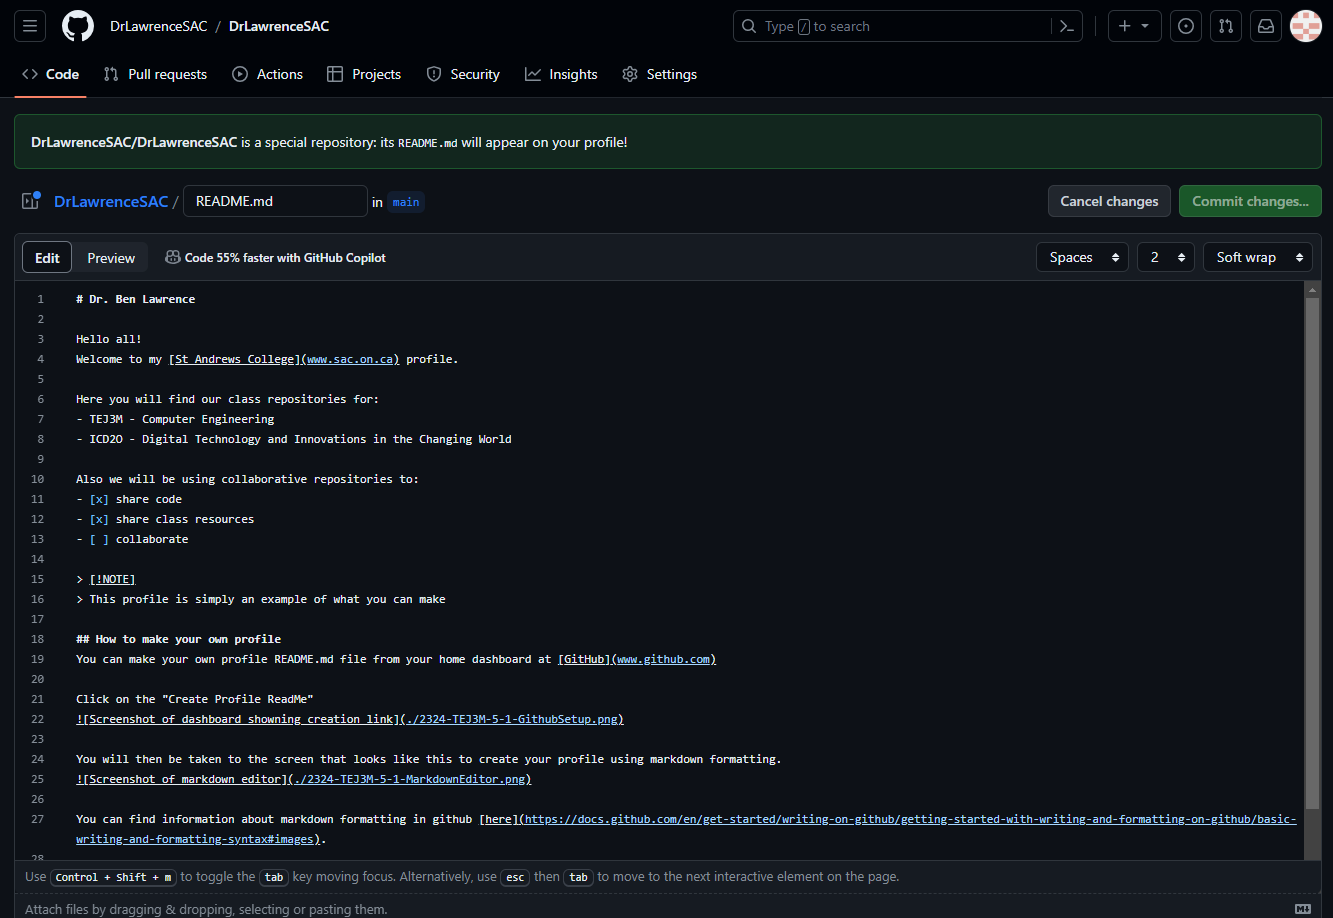 DrLawrenceSAC / DrLawrenceSAC
Type / to search
Code
Pull requests
Actions
Projects
Security
Insights
Settings
DrLawrenceSAC/DrLawrenceSAC is a special repository: its README.md will appear on your profile!
DrLawrenceSAC / README.md in main
Cancel changes
Commit changes...
Edit
Preview
Code 55% faster with GitHub Copilot
Spaces
2
Soft wrap
1 # Dr. Ben Lawrence
2
3 Hello all!
4 Welcome to my [St Andrews College](www.sac.on.ca) profile.
5
6 Here you will find our class repositories for:
7 - TEJ3M - Computer Engineering
8 - ICD2O - Digital Technology and Innovations in the Changing World
9
10 Also we will be using collaborative repositories to:
11 - [x] share code
12 - [x] share class resources
13 - [ ] collaborate
14
15 > [!NOTE]
16 > This profile is simply an example of what you can make
17
18 ## How to make your own profile
19 You can make your own profile README.md file from your home dashboard at [GitHub](www.github.com)
20
21 Click on the "Create Profile ReadMe"
22 ![Screenshot of dashboard showning creation link](./2324-TEJ3M-5-1-GithubSetup.png)
23
24 You will then be taken to the screen that looks like this to create your profile using markdown formatting.
25 ![Screenshot of markdown editor](./2324-TEJ3M-5-1-MarkdownEditor.png)
26
27 You can find information about markdown formatting in github [here](https://docs.github.com/en/get-started/writing-on-github/getting-started-with-writing-and-formatting-on-github/basic-
writing-and-formatting-syntax#images).
28
Use Control + Shift + m to toggle the tab key moving focus. Alternatively, use esc then tab to move to the next interactive element on the page.
Attach files by dragging & dropping, selecting or pasting them.